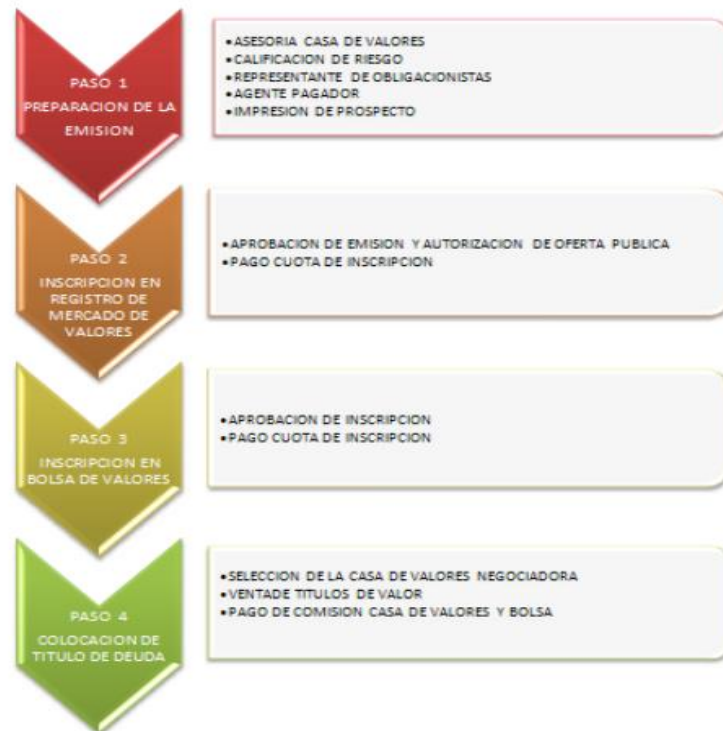 PASO 1
PREPARACION DE LA
EMISION
•ASESORIA CASA DE VALORES
•CALIFICACION DE RIESGO
•REPRESENTANTE DE OBLIGACIONISTAS
•AGENTE PAGADOR
•IMPRESION DE PROSPECTO
PASO 2
INSCRIPCION EN
REGISTRO DE
MERCADO DE
VALORES
•APROBACION DE EMISION Y AUTORIZACION DE OFERTA PUBLICA
•PAGO CUOTA DE INSCRIPCION
PASO 3
INSCRIPCION EN
BOLSA DE VALORES
•APROBACION DE INSCRIPCION
•PAGO CUOTA DE INSCRIPCION
PASO 4
COLOCACION DE
TITULO DE DEUDA
•SELECCION DE LA CASA DE VALORES NEGOCIADORA
•VENTADE TITULOS DE VALOR
•PAGO DE COMISION CASA DE VALORES Y BOLSA